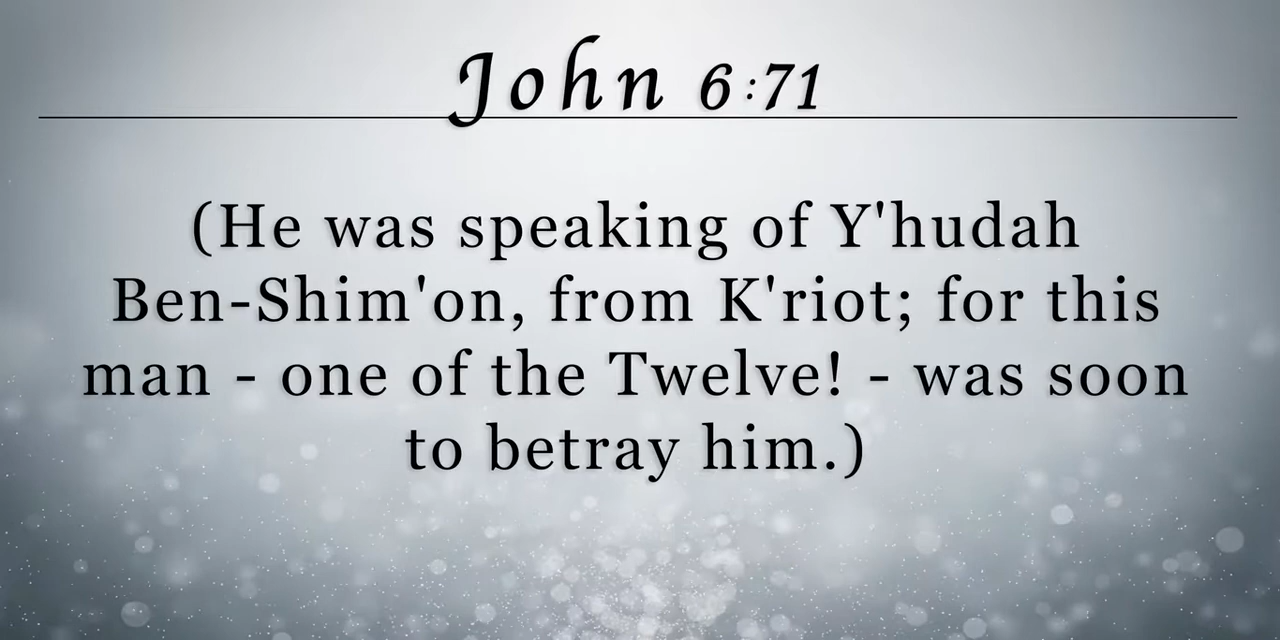 John 6:71
(He was speaking of Y'hudah
Ben-Shim'on, from K'riot; for this
man - one of the Twelve! - was soon
to betray him.)